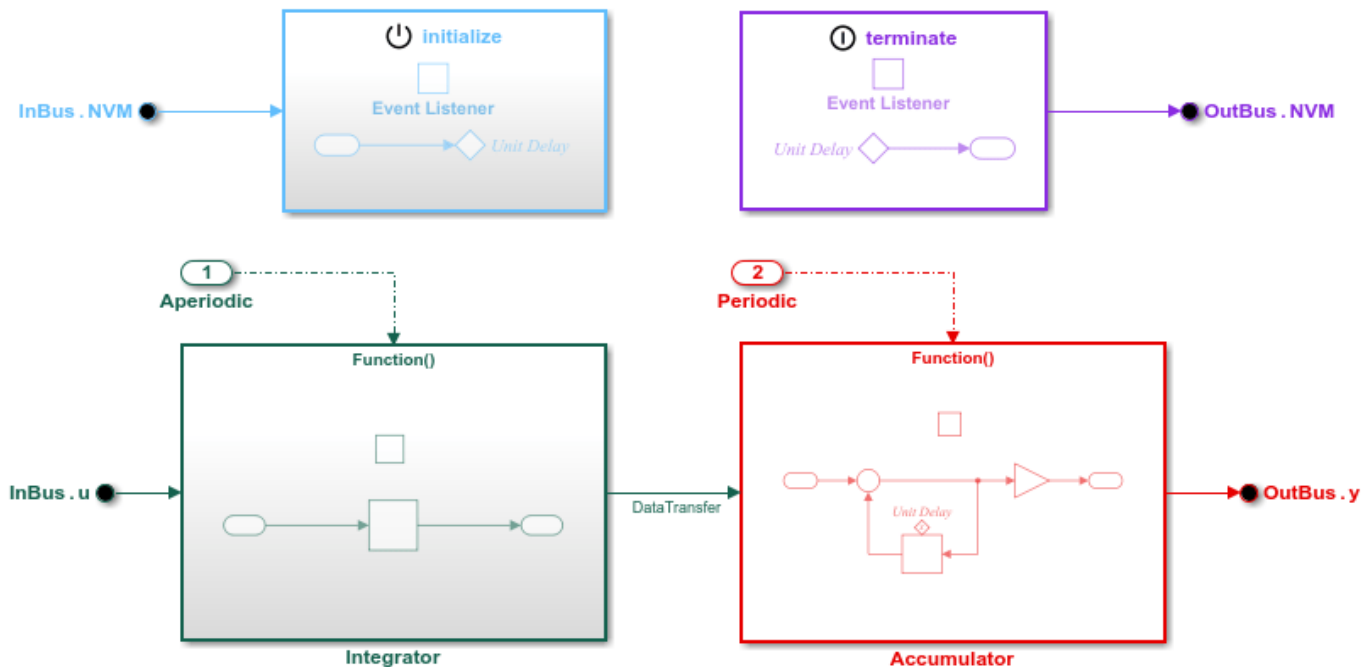 initialize
terminate
Event Listener
Event Listener
InBus.NVM
OutBus.NVM
Unit Delay
Unit Delay
1
2
Aperiodic
Periodic
Function()
Function()
InBus.u
DataTransfer
Unit Delay
OutBus.y
Integrator
Accumulator